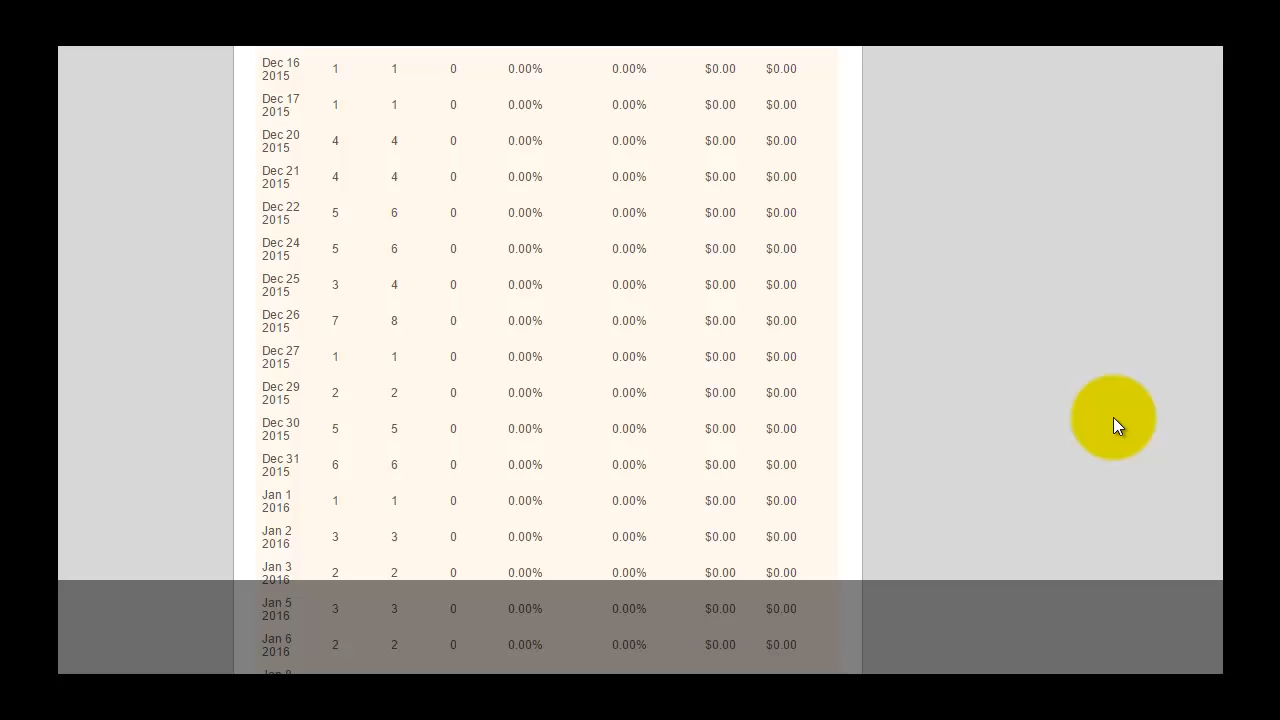 Dec 16 2015 1 1 0 0.00% 0.00% $0.00 $0.00
Dec 17 2015 1 1 0 0.00% 0.00% $0.00 $0.00
Dec 20 2015 4 4 0 0.00% 0.00% $0.00 $0.00
Dec 21 2015 4 4 0 0.00% 0.00% $0.00 $0.00
Dec 22 2015 5 6 0 0.00% 0.00% $0.00 $0.00
Dec 24 2015 5 6 0 0.00% 0.00% $0.00 $0.00
Dec 25 2015 3 4 0 0.00% 0.00% $0.00 $0.00
Dec 26 2015 7 8 0 0.00% 0.00% $0.00 $0.00
Dec 27 2015 1 1 0 0.00% 0.00% $0.00 $0.00
Dec 29 2015 2 2 0 0.00% 0.00% $0.00 $0.00
Dec 30 2015 5 5 0 0.00% 0.00% $0.00 $0.00
Dec 31 2015 6 6 0 0.00% 0.00% $0.00 $0.00
Jan 1 2016 1 1 0 0.00% 0.00% $0.00 $0.00
Jan 2 2016 3 3 0 0.00% 0.00% $0.00 $0.00
Jan 3 2016 2 2 0 0.00% 0.00% $0.00 $0.00
Jan 5 2016 3 3 0 0.00% 0.00% $0.00 $0.00
Jan 6 2016 2 2 0 0.00% 0.00% $0.00 $0.00